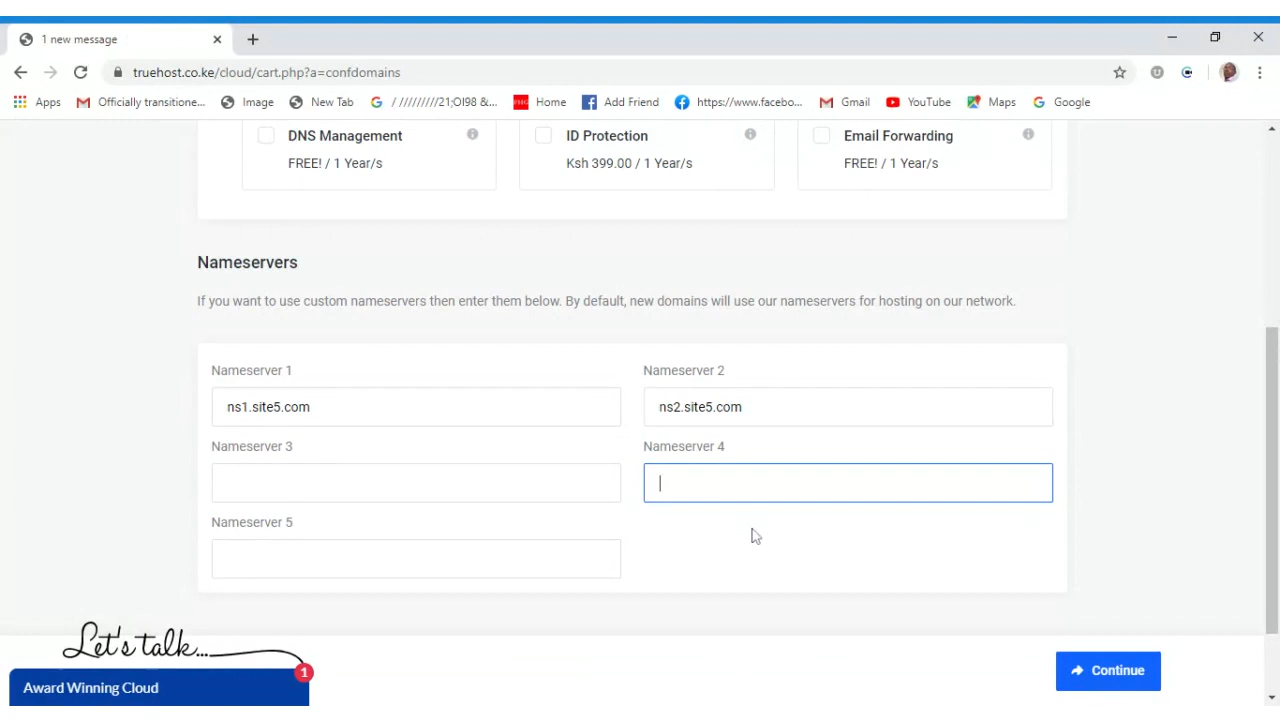 1 new message
truehost.co.ke/cloud/cart.php?a=confdomains
Apps Officially transitione... Image New Tab / /////////21;OI98 &... Home Add Friend https://www.facebo... Gmail YouTube Maps Google
DNS Management ID Protection Email Forwarding
FREE! / 1 Year/s Ksh 399.00 / 1 Year/s FREE! / 1 Year/s
Nameservers
If you want to use custom nameservers then enter them below. By default, new domains will use our nameservers for hosting on our network.
Nameserver 1 Nameserver 2
ns1.site5.com ns2.site5.com
Nameserver 3 Nameserver 4
Nameserver 5
Let's talk...
1
Continue
Award Winning Cloud